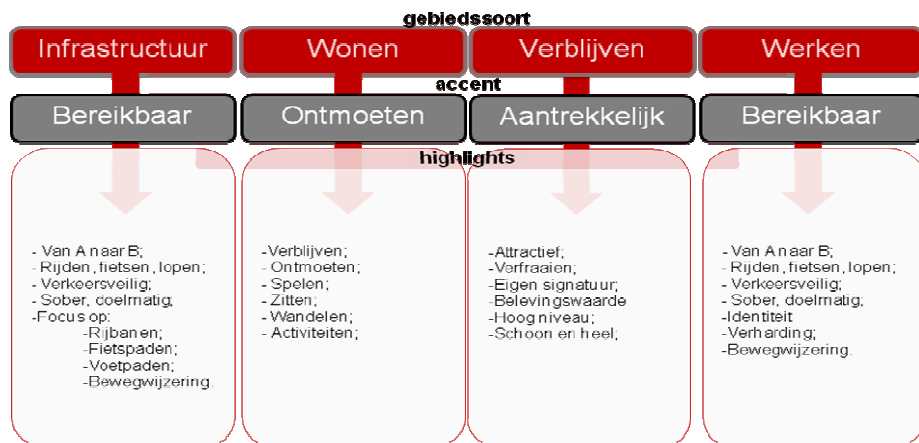 gebiedssoort
Infrastructuur
Wonen
Verblijven
Werken
accent
Bereikbaar
Ontmoeten
Aantrekkelijk
Bereikbaar
highlights
- Van A naar B;
- Rijden, fietsen, lopen;
- Verkeersveilig;
- Sober, doelmatig;
-Focus op:
-Rijbanen;
-Fietspaden;
-Voetpaden;
-Bewegwijzering.
-Verblijven;
- Ontmoeten;
- Spelen;
- Zitten;
- Wandelen;
- Activiteiten;
-Attractief;
-Verfraaien;
-Eigen signatuur;
-Belevingswaarde
-Hoog niveau;
-Schoon en heel;
- Van A naar B;
- Rijden, fietsen, lopen;
- Verkeersveilig;
- Sober, doelmatig;
-Identiteit
-Verharding;
-Bewegwijzering.